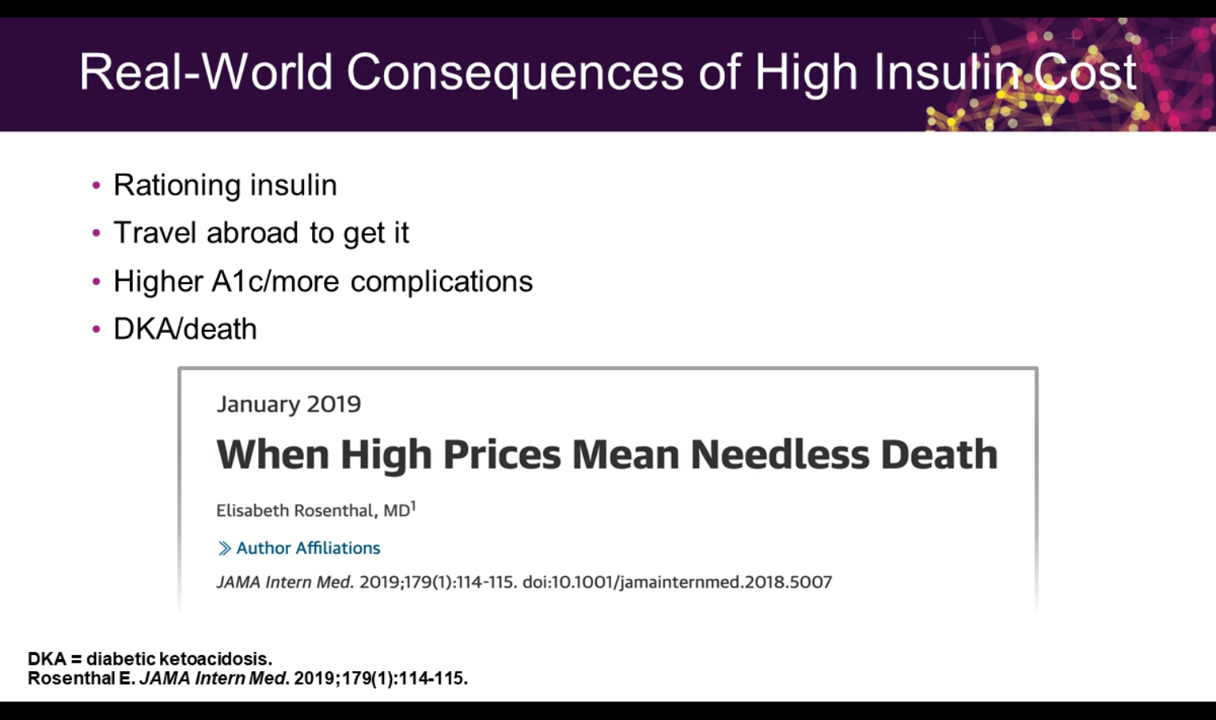 Real-World Consequences of High Insulin Cost
• Rationing insulin
• Travel abroad to get it
• Higher A1c/more complications
• DKA/death
January 2019
When High Prices Mean Needless Death
Elisabeth Rosenthal, MD1
≫ Author Affiliations
JAMA Intern Med. 2019;179(1):114-115. doi:10.1001/jamainternmed.2018.5007
DKA = diabetic ketoacidosis.
Rosenthal E. JAMA Intern Med. 2019;179(1):114-115.